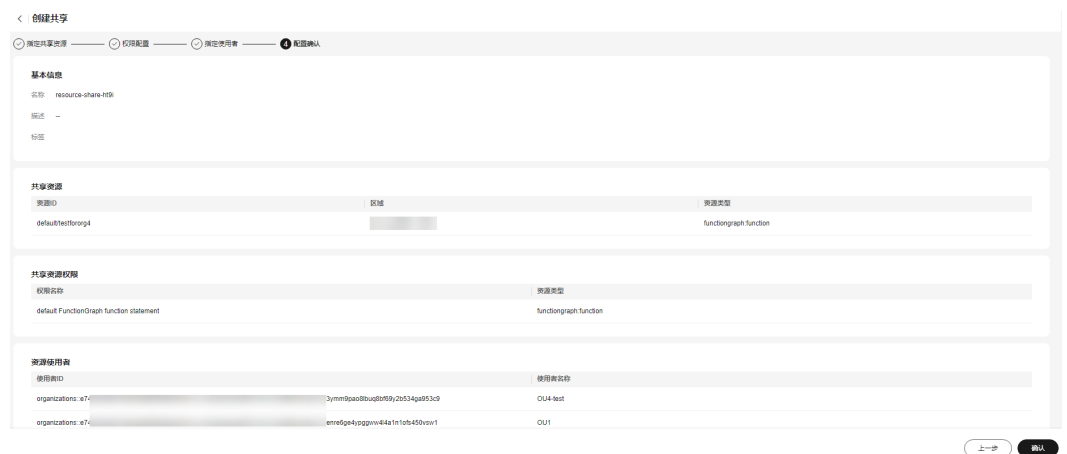 创建共享
指定共享资源 权限配置 指定使用者 4 配置确认
基本信息
名称 resource-share-ht9i
描述 --
标签
共享资源
资源ID 区域 资源类型
default/testfororg4 functiongraph:function
共享资源权限
权限名称 资源类型
default FunctionGraph function statement functiongraph:function
资源使用者
使用者ID 使用者名称
organizations::e74 3ymm9pao8lbuq8bf69y2b534ga953c9 OU4-test
organizations::e74 enre6ge4ypggww4l4a1n1ofs450vsw1 OU1
上一步 确认